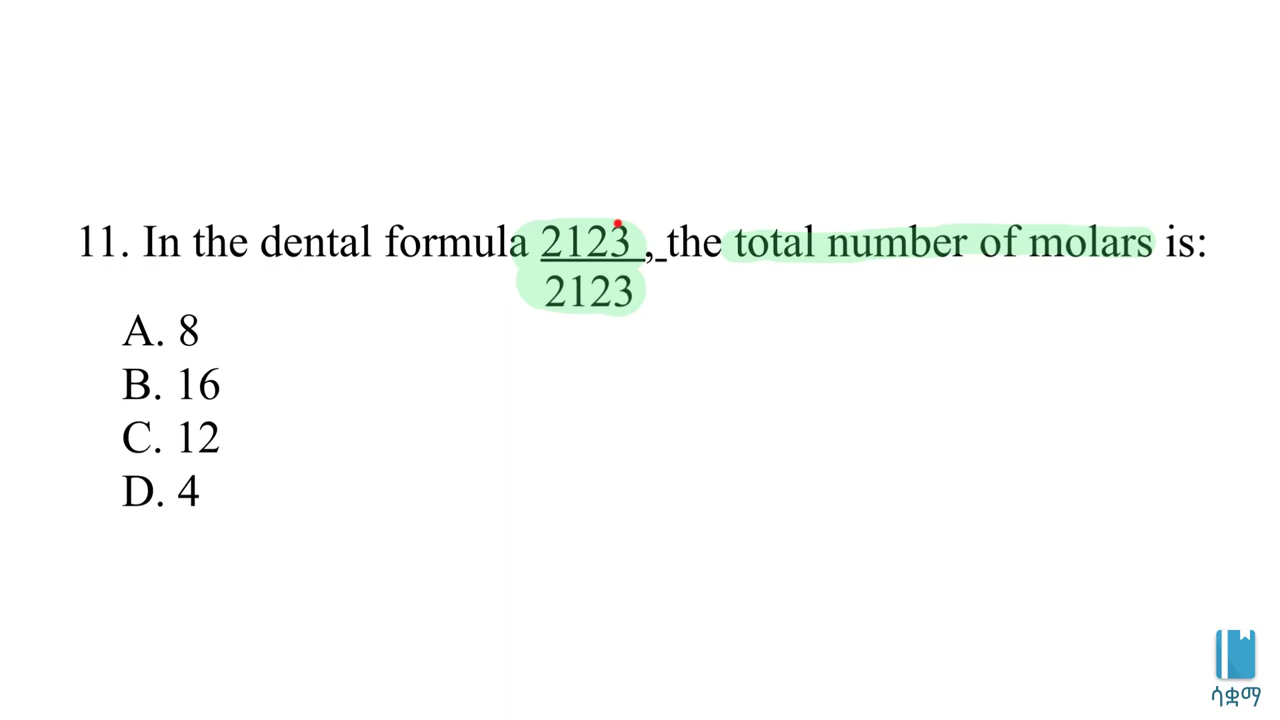 11. In the dental formula 2123 , the total number of molars is:
2123
A. 8
B. 16
C. 12
D. 4
ሳቋማ